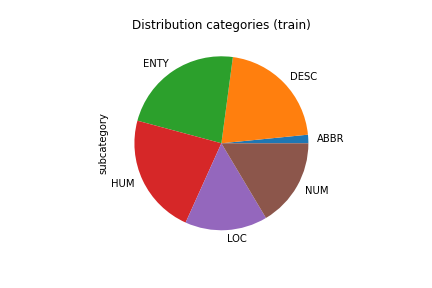 Distribution categories (train)
ENTY
DESC
ABBR
subcategory
HUM
NUM
LOC